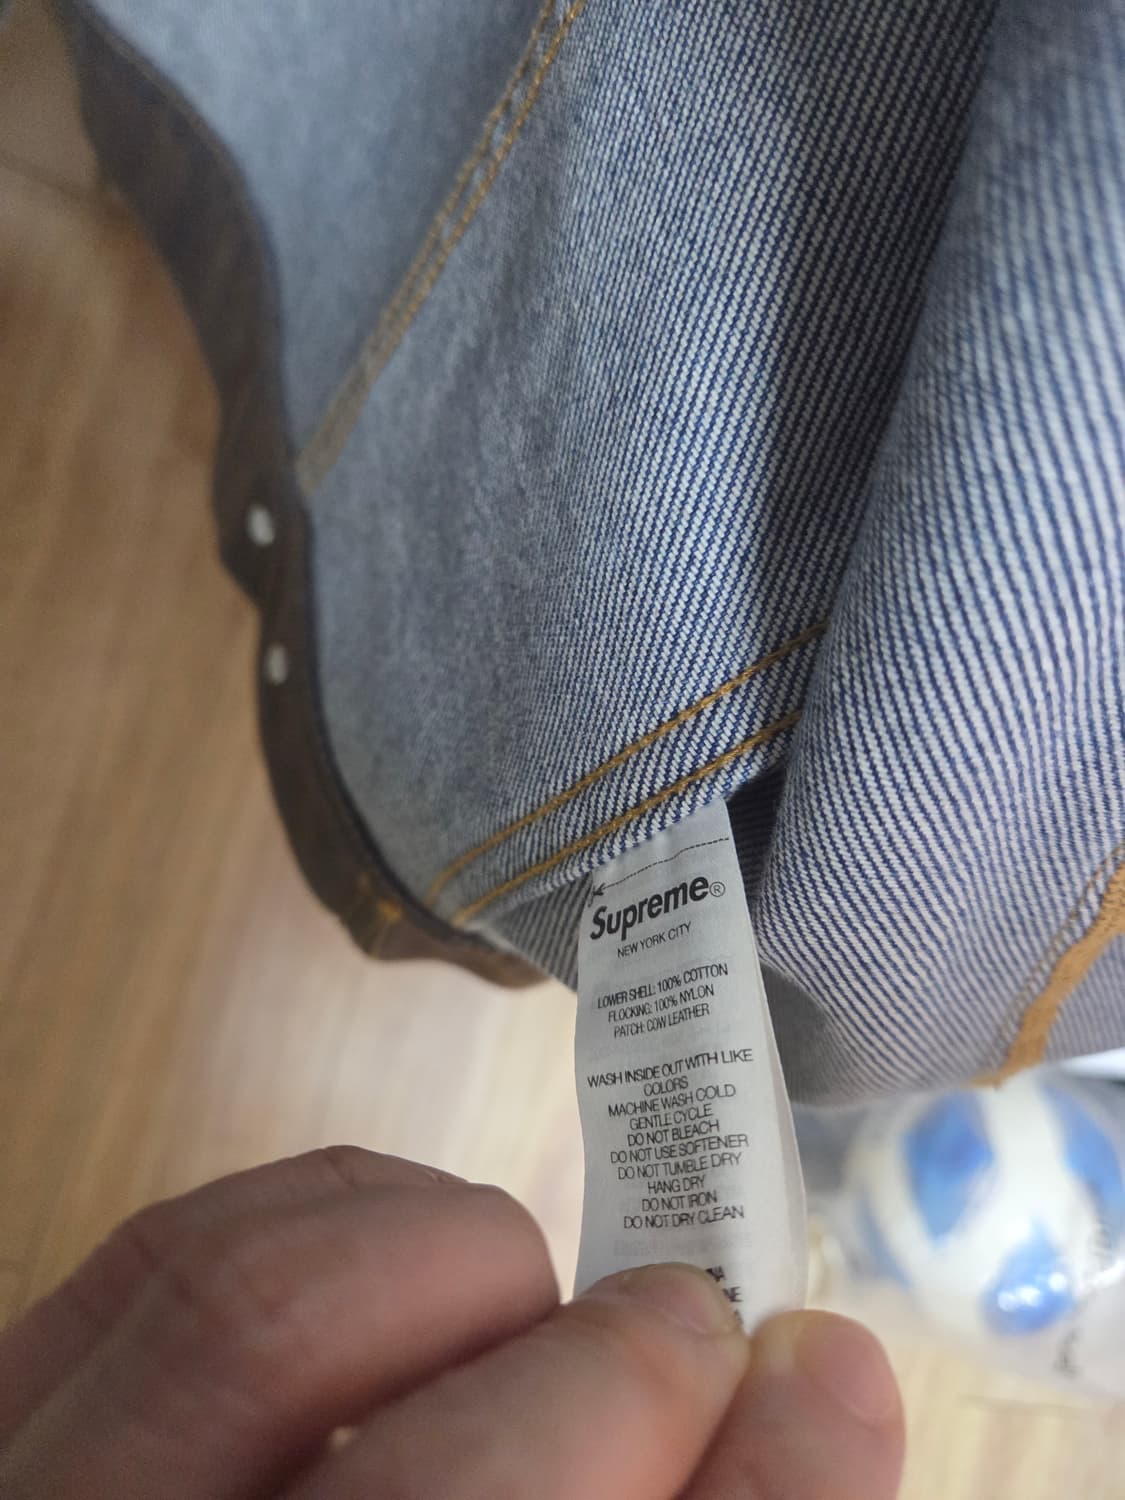 Supreme®
NEW YORK CITY
LOWER SHELL: 100% COTTON
FLOCKING: 100% NYLON
PATCH: COW LEATHER
WASH INSIDE OUT WITH LIKE
COLORS
MACHINE WASH COLD
GENTLE CYCLE
DO NOT BLEACH
DO NOT USE SOFTENER
DO NOT TUMBLE DRY
HANG DRY
DO NOT IRON
DO NOT DRY CLEAN